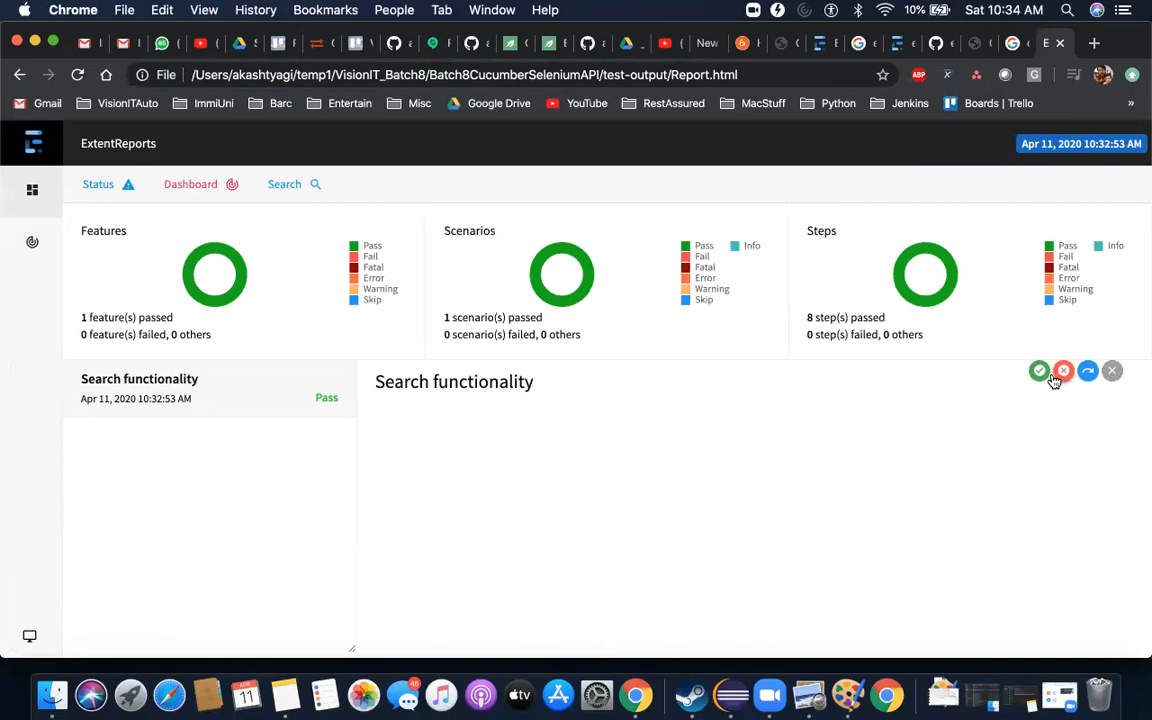 Chrome File Edit View History Bookmarks People Tab Window Help 10% Sat 10:34 AM
New
File /Users/akashtyagi/temp1/VisionIT_Batch8/Batch8CucumberSeleniumAPI/test-output/Report.html
Gmail VisionITAuto ImmiUni Barc Entertain Misc Google Drive YouTube RestAssured MacStuff Python Jenkins Boards | Trello »
ExtentReports Apr 11, 2020 10:32:53 AM
Status Dashboard Search
Features Scenarios Steps
Pass Pass Info Pass Info
Fail Fail Fail
Fatal Fatal Fatal
Error Error Error
Warning Warning Warning
Skip Skip Skip
1 feature(s) passed 1 scenario(s) passed 8 step(s) passed
0 feature(s) failed, 0 others 0 scenario(s) failed, 0 others 0 step(s) failed, 0 others
Search functionality Search functionality
Apr 11, 2020 10:32:53 AM Pass
46
APR
11
tv